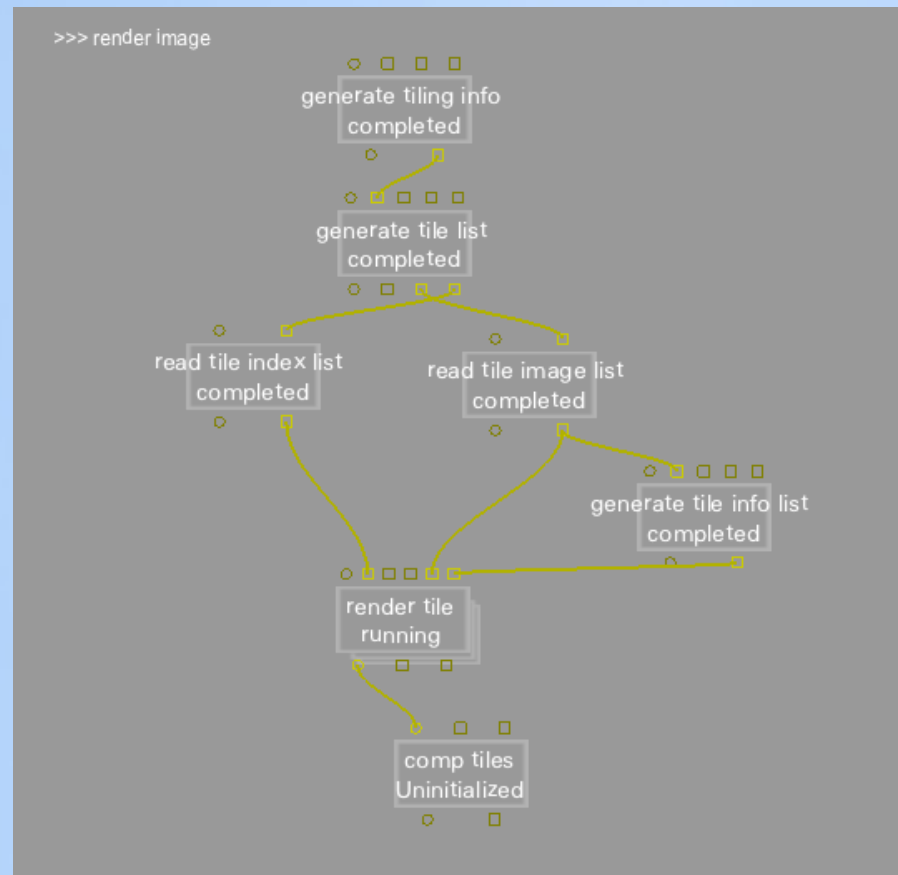 >>> render image
generate tiling info
completed
generate tile list
completed
read tile index list
completed
read tile image list
completed
generate tile info list
completed
render tile
running
comp tiles
Uninitialized